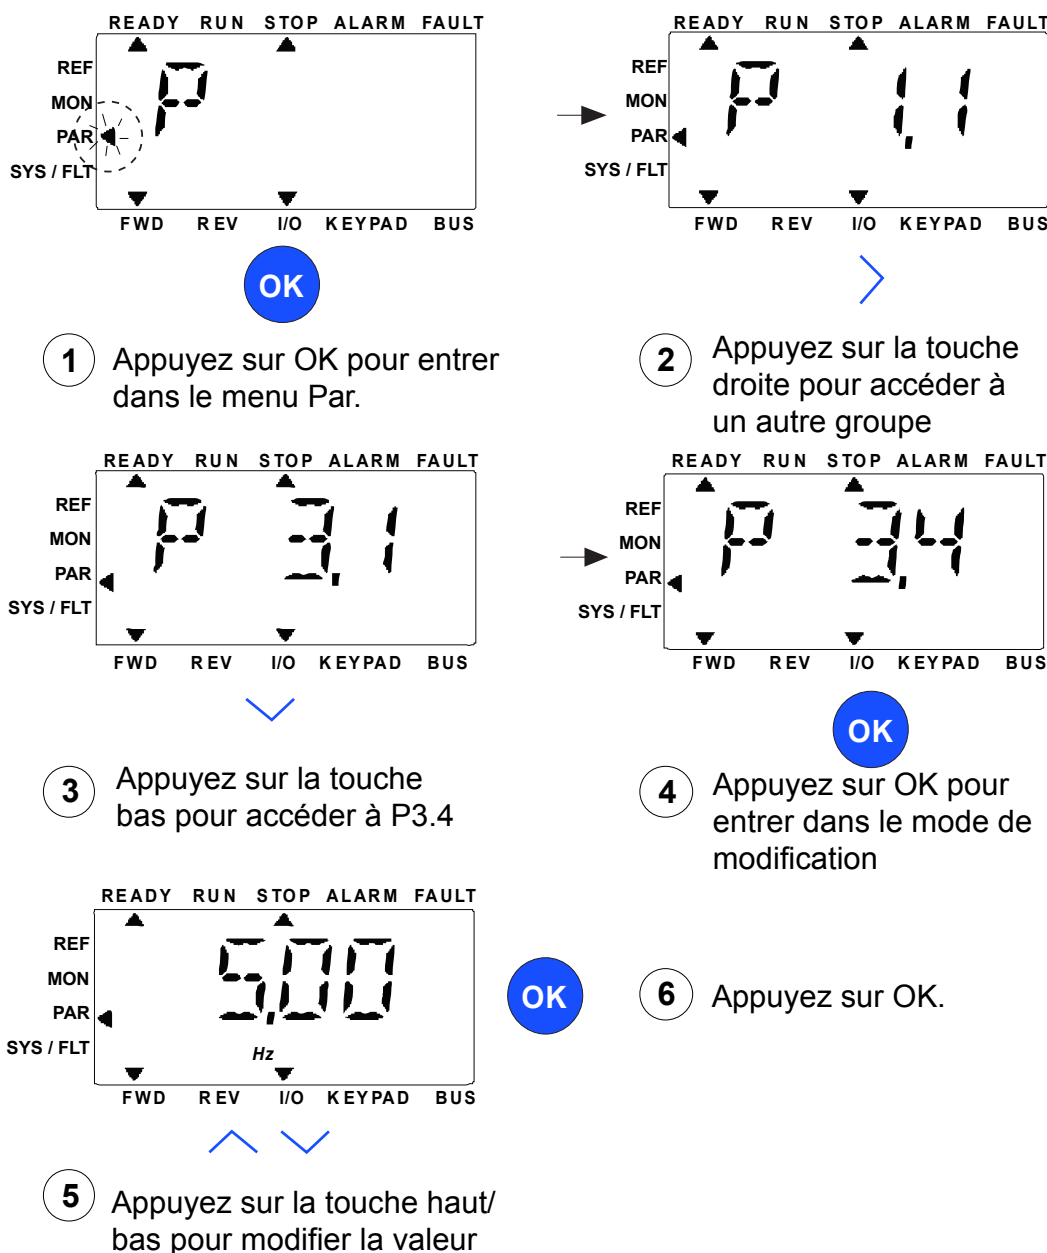 READY RUN STOP ALARM FAULT
REF
MON
PAR
SYS / FLT
P
FWD REV I/O KEYPAD BUS
OK
1 Appuyez sur OK pour entrer
dans le menu Par.
READY RUN STOP ALARM FAULT
REF
MON
PAR
SYS / FLT
P 1.1
FWD REV I/O KEYPAD BUS
2 Appuyez sur la touche
droite pour accéder à
un autre groupe
READY RUN STOP ALARM FAULT
REF
MON
PAR
SYS / FLT
P 3.1
FWD REV I/O KEYPAD BUS
3 Appuyez sur la touche
bas pour accéder à P3.4
READY RUN STOP ALARM FAULT
REF
MON
PAR
SYS / FLT
P 3.4
FWD REV I/O KEYPAD BUS
OK
4 Appuyez sur OK pour
entrer dans le mode de
modification
READY RUN STOP ALARM FAULT
REF
MON
PAR
SYS / FLT
5.00
Hz
FWD REV I/O KEYPAD BUS
5 Appuyez sur la touche haut/
bas pour modifier la valeur
OK
6 Appuyez sur OK.